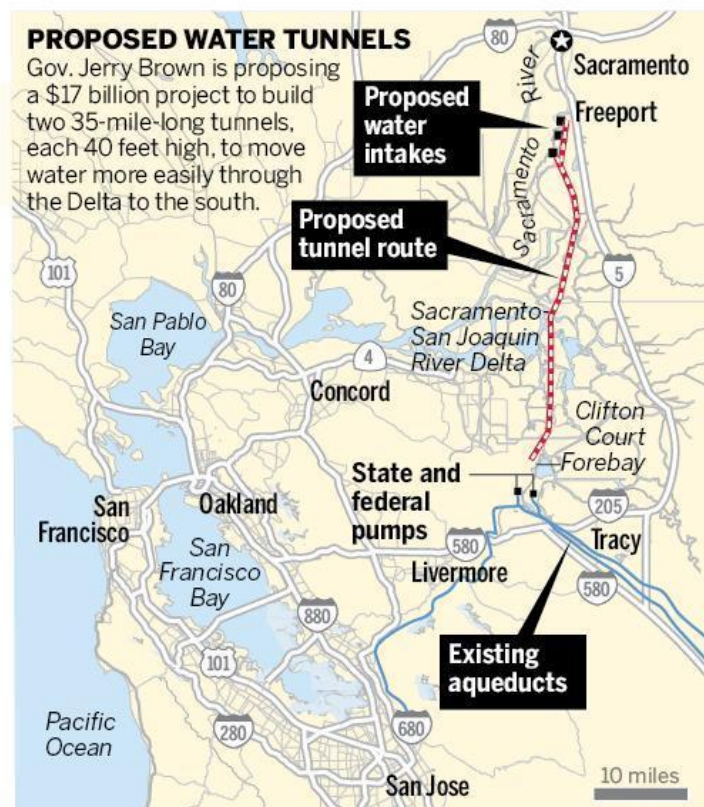 PROPOSED WATER TUNNELS
Gov. Jerry Brown is proposing
a $17 billion project to build
two 35-mile-long tunnels,
each 40 feet high, to move
water more easily through
the Delta to the south.
80
Sacramento
Sacramento River
Freeport
Proposed
water
intakes
Proposed
tunnel route
101
80
5
San Pablo
Bay
Sacramento-
San Joaquin
River Delta
4
Concord
Clifton
Court
Forebay
State and
federal
pumps
San
Francisco
Oakland
205
San
Francisco
Bay
580
Tracy
Livermore
580
880
Existing
aqueducts
101
Pacific
Ocean
280
680
San Jose
10 miles